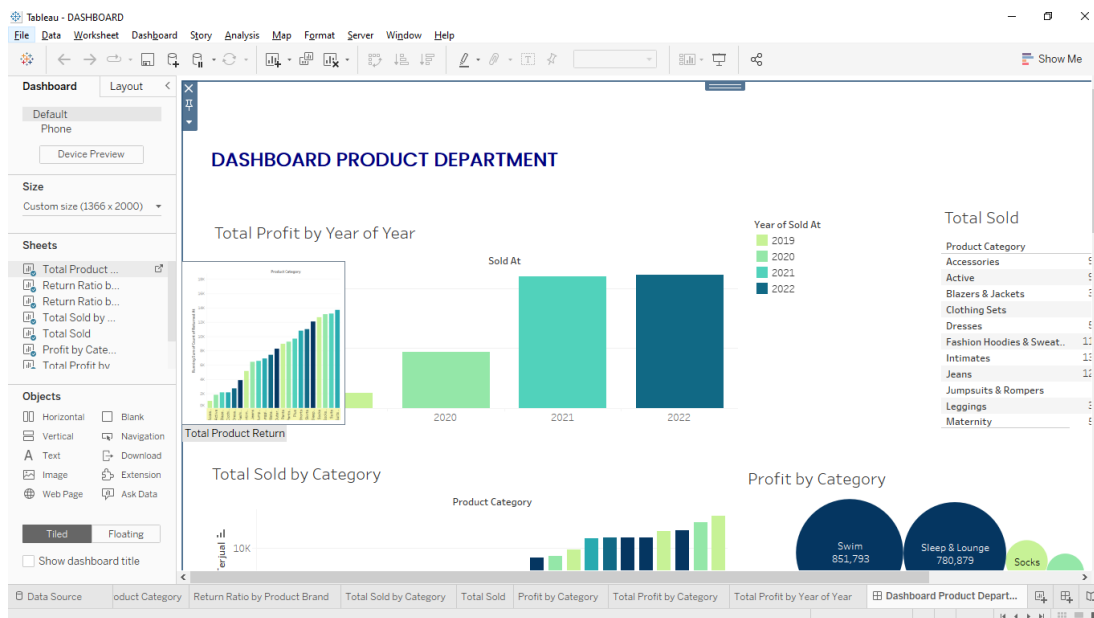 Tableau - DASHBOARD
File Data Worksheet Dashboard Story Analysis Map Format Server Window Help
Show Me
Dashboard Layout
Default
Phone
Device Preview
Size
Custom size (1366 x 2000)
Sheets
Total Product ...
Return Ratio b...
Return Ratio b...
Total Sold by ...
Total Sold
Profit by Cate...
Total Profit by
Objects
Horizontal Blank
Vertical Navigation
A Text Download
Image Extension
Web Page Ask Data
Tiled Floating
Show dashboard title
DASHBOARD PRODUCT DEPARTMENT
Total Profit by Year of Year
Sold At
Product Category
2020 2021 2022
Total Product Return
Year of Sold At
2019
2020
2021
2022
Total Sold
Product Category
Accessories
Active
Blazers & Jackets
Clothing Sets
Dresses
Fashion Hoodies & Sweat..
Intimates
Jeans
Jumpsuits & Rompers
Leggings
Maternity
Total Sold by Category
Product Category
10K
Profit by Category
Swim
851,793
Sleep & Lounge
780,879
Socks
Data Source oduct Category Return Ratio by Product Brand Total Sold by Category Total Sold Profit by Category Total Profit by Category Total Profit by Year of Year Dashboard Product Depart...